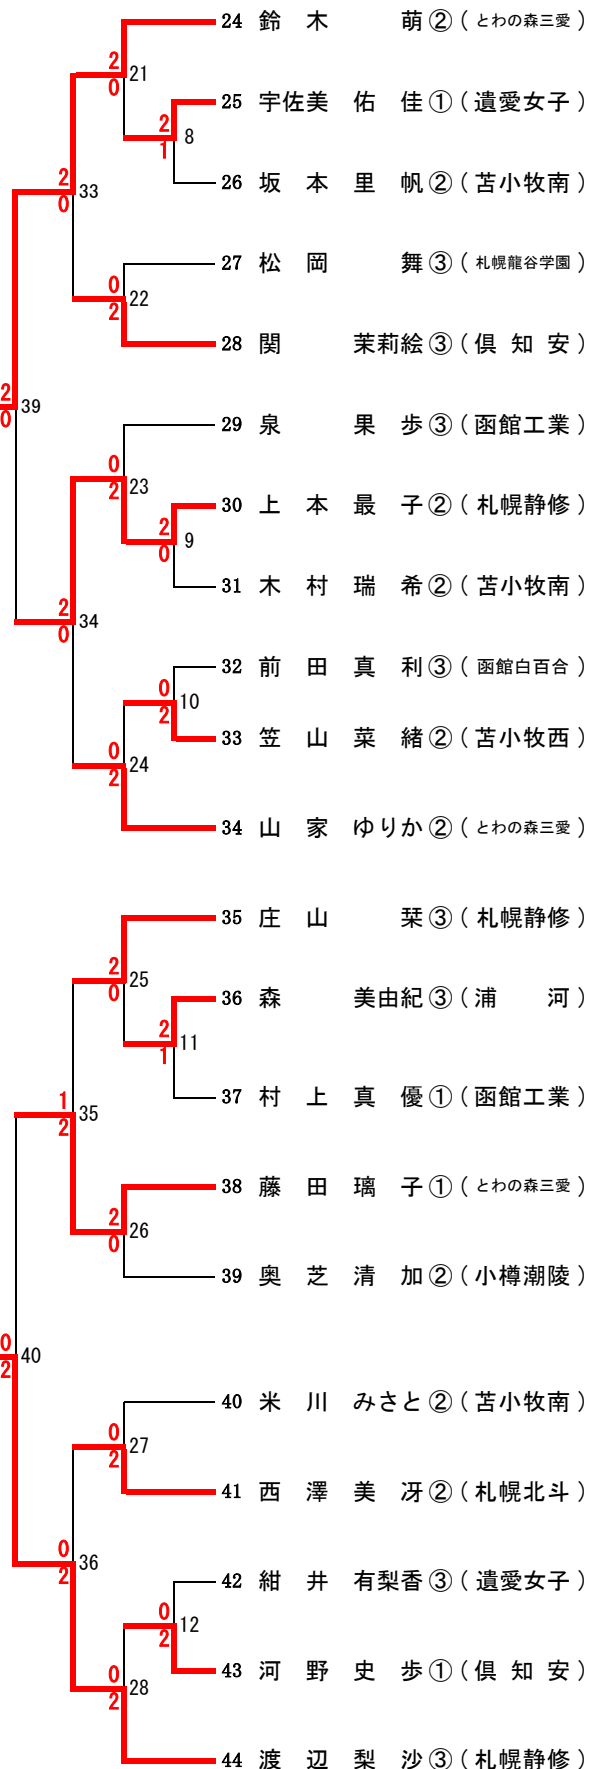 24 鈴木 萌②(とわの森三愛)
2
21
0
25 宇佐美 佑佳①(遺愛女子)
2
8
1
26 坂本里帆②(苫小牧南)
2
33
0
27 松岡 舞③(札幌龍谷学園)
0
22
2
28 関 茉莉絵③(倶知安)
2
39
0
29 泉 果歩③(函館工業)
0
23
2
30 上本最子②(札幌静修)
2
9
0
31 木村瑞希②(苫小牧南)
2
34
0
32 前田真利③(函館白百合)
0
10
2
33 笠山菜緒②(苫小牧西)
0
24
2
34 山家ゆりか②(とわの森三愛)
35 庄山 栞③(札幌静修)
2
25
0
36 森 美由紀③(浦河)
2
11
1
37 村上真優①(函館工業)
1
35
2
38 藤田璃子①(とわの森三愛)
2
26
0
39 奥芝清加②(小樽潮陵)
0
40
2
40 米川みさと②(苫小牧南)
0
27
2
41 西澤美冴②(札幌北斗)
0
36
2
42 紺井有梨香③(遺愛女子)
0
12
2
43 河野史歩①(倶知安)
0
28
2
44 渡辺梨沙③(札幌静修)